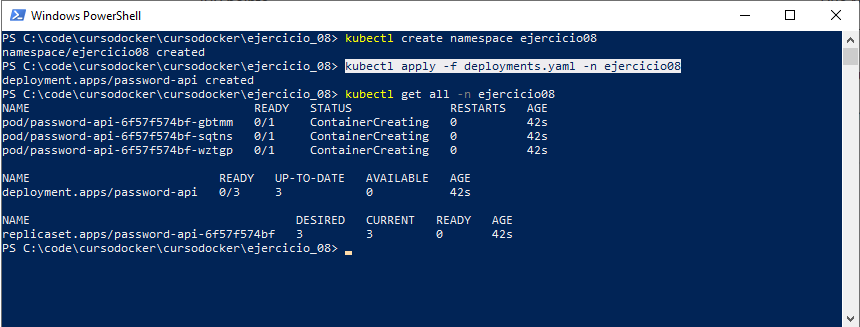 Windows PowerShell
PS C:\code\cursodocker\cursodocker\ejercicio_08> kubectl create namespace ejercicio08
namespace/ejercicio08 created
PS C:\code\cursodocker\cursodocker\ejercicio_08> kubectl apply -f deployments.yaml -n ejercicio08
deployment.apps/password-api created
PS C:\code\cursodocker\cursodocker\ejercicio_08> kubectl get all -n ejercicio08
NAME READY STATUS RESTARTS AGE
pod/password-api-6f57f574bf-gbtmm 0/1 ContainerCreating 0 42s
pod/password-api-6f57f574bf-sqtns 0/1 ContainerCreating 0 42s
pod/password-api-6f57f574bf-wztgp 0/1 ContainerCreating 0 42s
NAME READY UP-TO-DATE AVAILABLE AGE
deployment.apps/password-api 0/3 3 0 42s
NAME DESIRED CURRENT READY AGE
replicaset.apps/password-api-6f57f574bf 3 3 0 42s
PS C:\code\cursodocker\cursodocker\ejercicio_08>